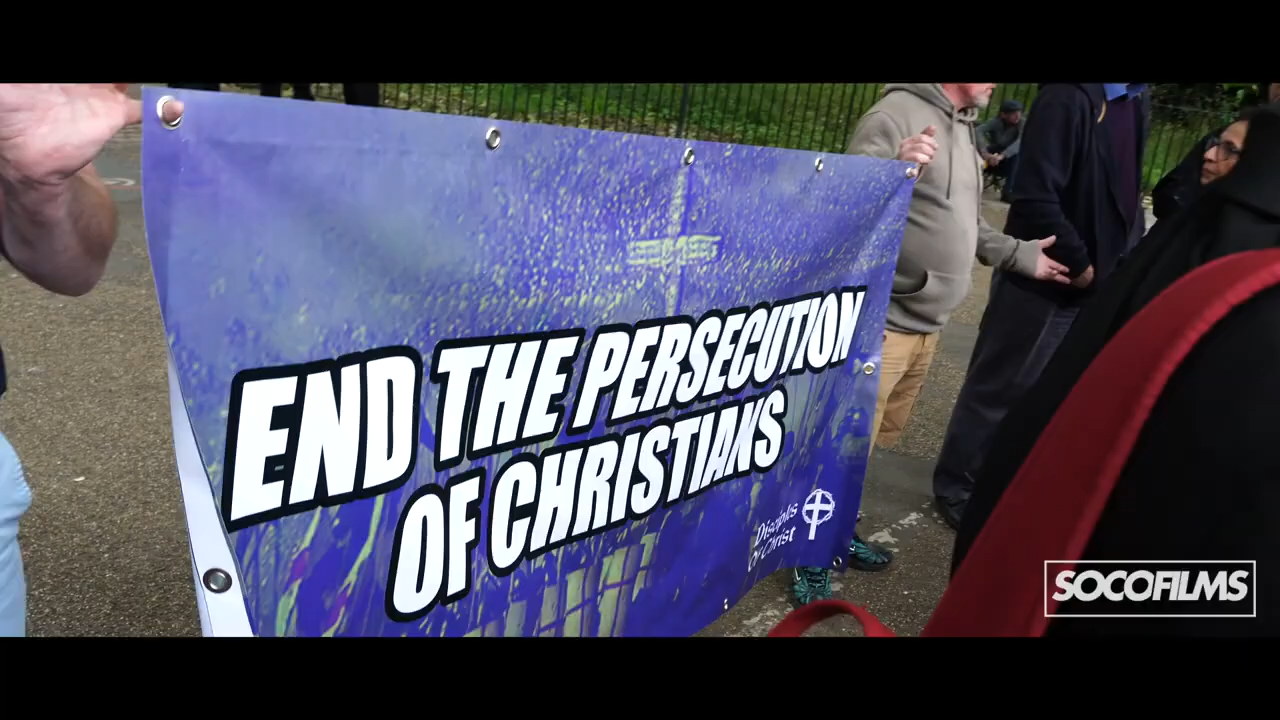 END THE PERSECUTION
OF CHRISTIANS
Disciples
of Christ
SOCOFILMS